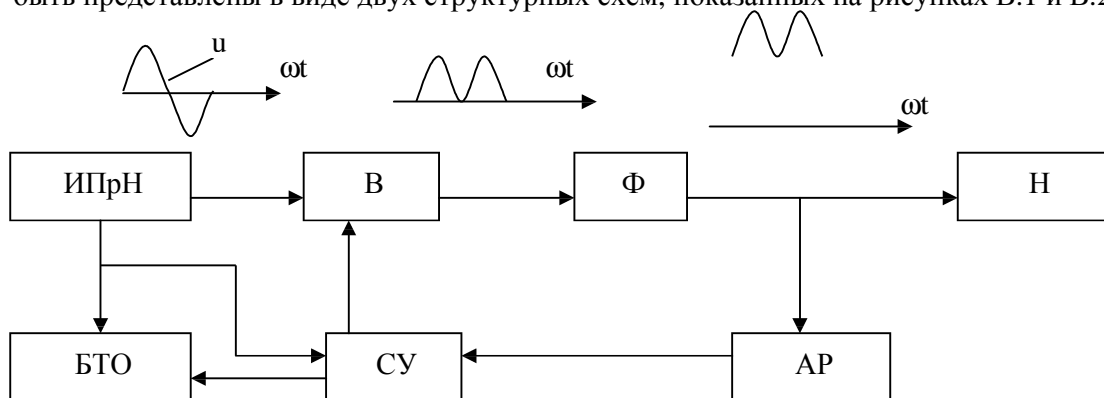 быть представлены в виде двух структурных схем, показанных на рисунках В.1 и В.2
u
ωt
ωt
ωt
ИПрН
В
Ф
Н
БТО
СУ
АР